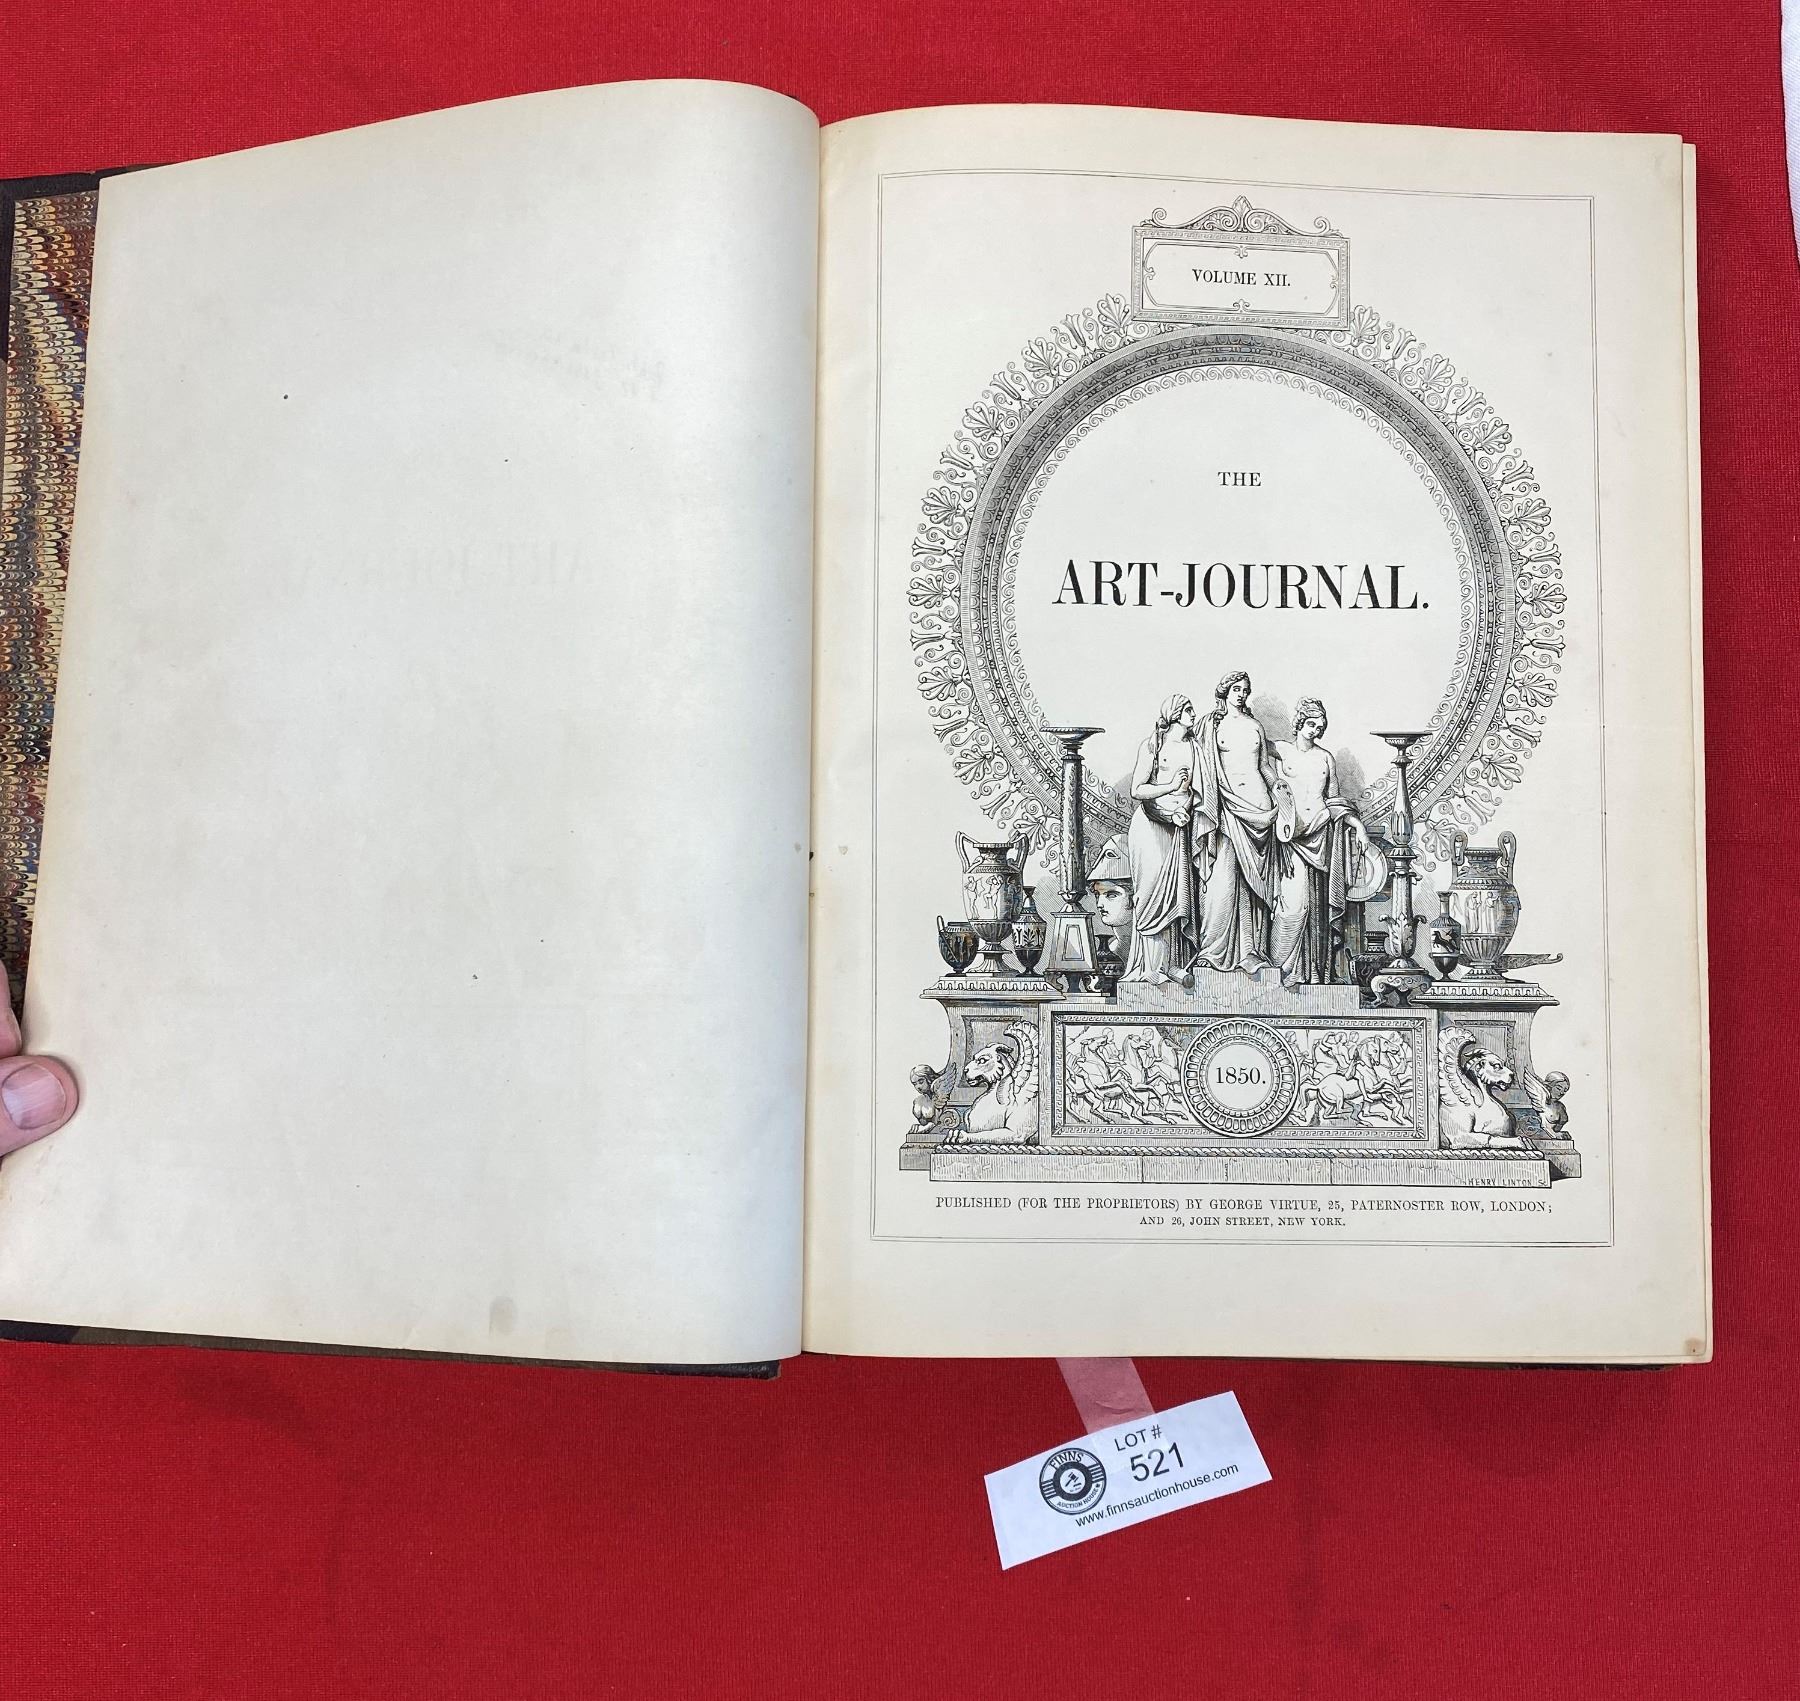 VOLUME XII.
THE
ART-JOURNAL.
1850.
HENRY LINTON Sc
PUBLISHED (FOR THE PROPRIETORS) BY GEORGE VIRTUE, 25, PATERNOSTER ROW, LONDON;
AND 26, JOHN STREET, NEW YORK.
LOT #
521
FINNS
AUCTION HOUSE
www.finnsauctionhouse.com